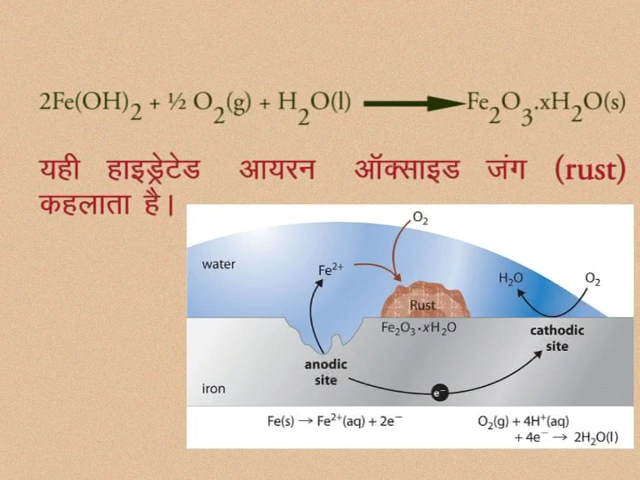 2Fe(OH)₂ + ½ O₂(g) + H₂O(l) ⟶ Fe₂O₃.xH₂O(s)
यही हाइड्रेटेड आयरन ऑक्साइड जंग (rust)
कहलाता है।
O₂
water
Fe²⁺
H₂O
O₂
Rust
Fe₂O₃·xH₂O
cathodic
site
anodic
site
iron
e⁻
Fe(s) → Fe²⁺(aq) + 2e⁻
O₂(g) + 4H⁺(aq)
+ 4e⁻ → 2H₂O(l)